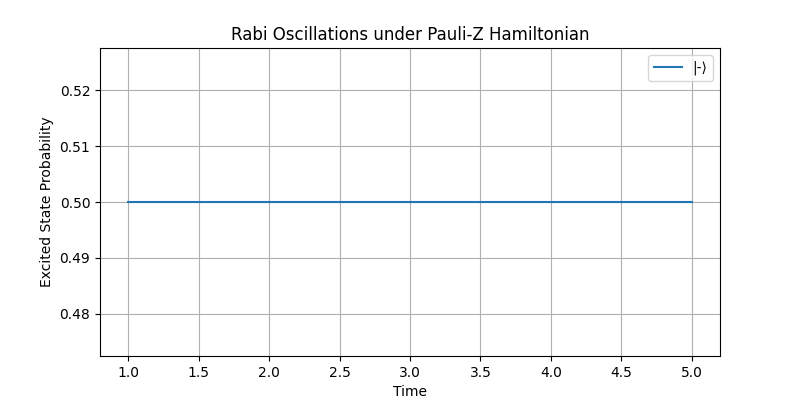 Rabi Oscillations under Pauli-Z Hamiltonian
|-⟩
Excited State Probability
0.52
0.51
0.50
0.49
0.48
1.0 1.5 2.0 2.5 3.0 3.5 4.0 4.5 5.0
Time